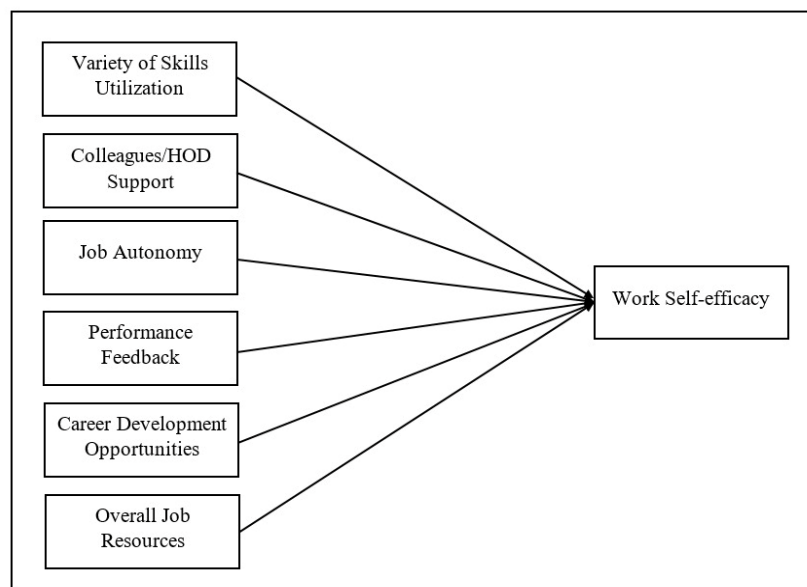 Variety of Skills
Utilization
Colleagues/HOD
Support
Job Autonomy
Performance
Feedback
Career Development
Opportunities
Overall Job
Resources
Work Self-efficacy